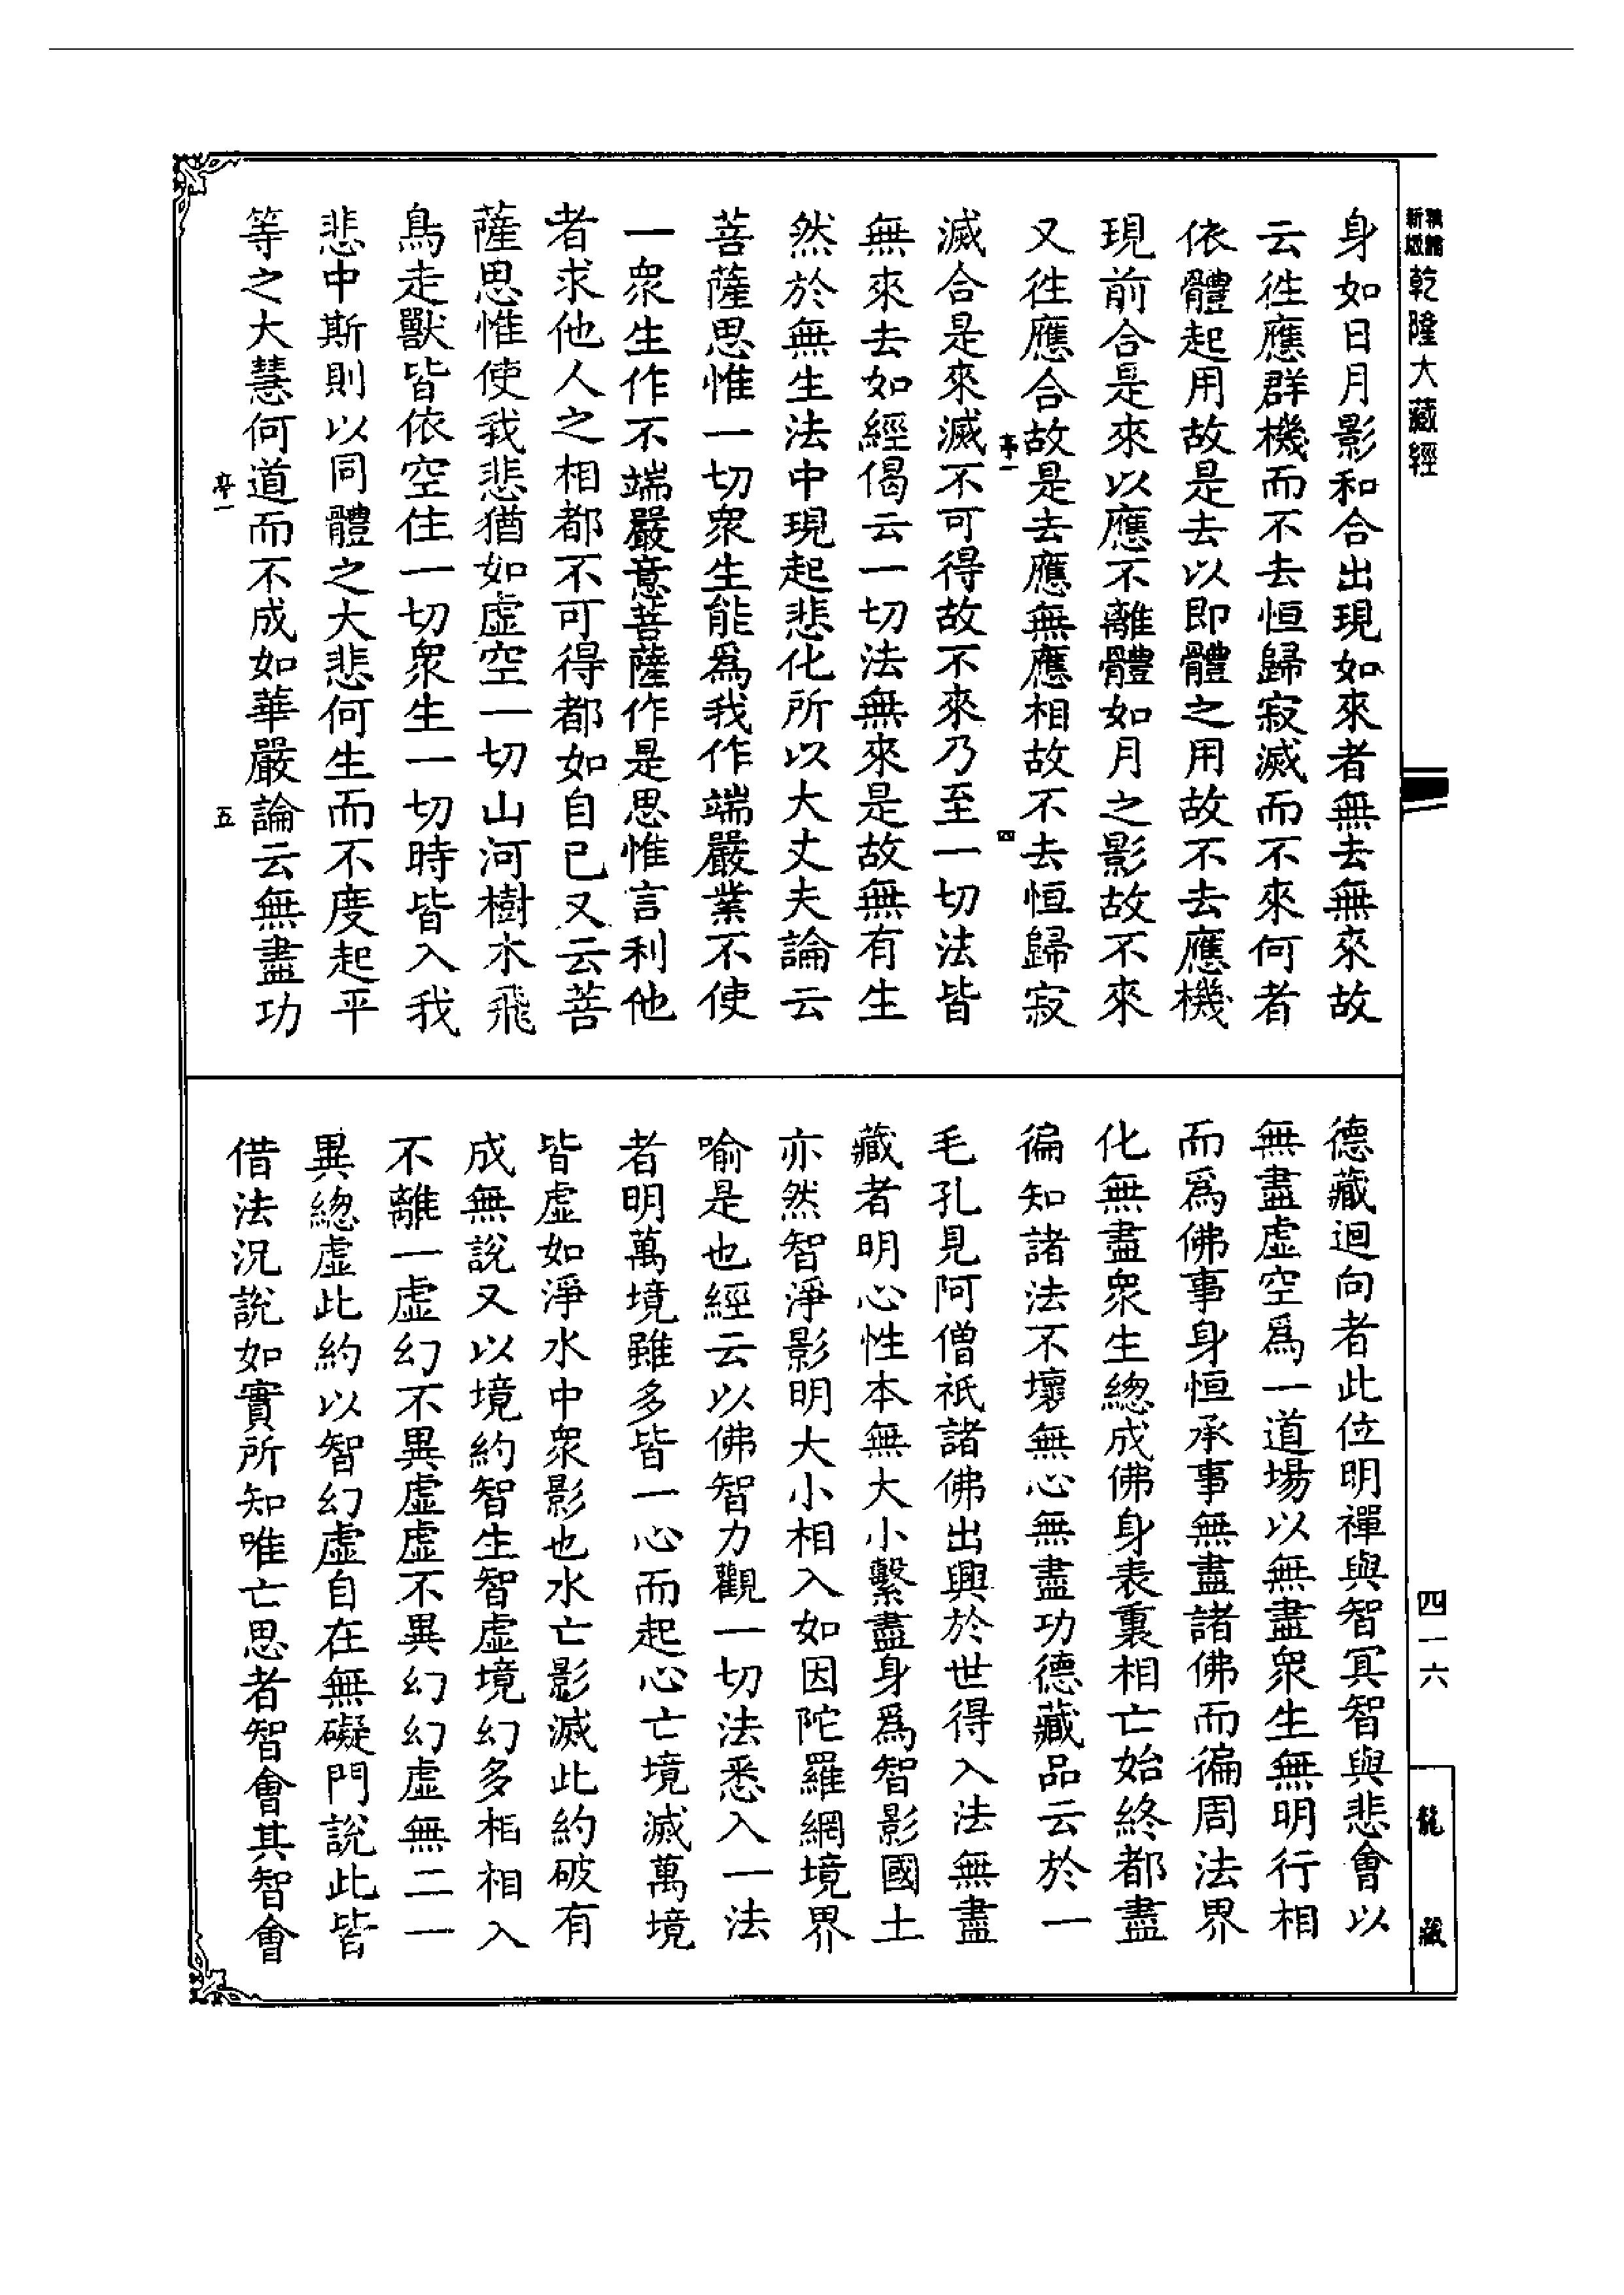 乾隆大藏經
身如日月影和合出現如來者無去無來故
云往應群機而不去恒歸寂滅而不來何者
依體起用故是去以即體之用故不去應機
現前合是來以應不離體如月之影故不來
又往應合故是去應無應相故不去恒歸寂
滅合是來滅不可得故不來乃至一切法皆
無來去如經偈云一切法無來是故無有生
然於無生法中現起悲化所以大丈夫論云
菩薩思惟一切衆生能爲我作端嚴業不使
一衆生作不端嚴意菩薩作是思惟言利他
者求他人之相都不可得都如自已又云菩
薩思惟使我悲猶如虛空一切山河樹木飛
鳥走獸皆依空住一切衆生一切時皆入我
悲中斯則以同體之大悲何生而不度起平
等之大慧何道而不成如華嚴論云無盡功
四
五
德藏迴向者此位明禪與智冥智與悲會以
無盡虛空爲一道場以無盡衆生無明行相
而爲佛事身恒承事無盡諸佛而徧周法界
化無盡衆生總成佛身表裏相亡始終都盡
徧知諸法不壞無心無盡功德藏品云於一
毛孔見阿僧祇諸佛出興於世得入法無盡
藏者明心性本無大小繫盡身爲智影國土
亦然智淨影明大小相入如因陀羅網境界
喻是也經云以佛智力觀一切法悉入一法
者明萬境雖多皆一心而起心亡境滅萬境
皆虛如淨水中衆影也水亡影滅此約破有
成無說又以境約智生智虛境幻多相相入
不離一虛幻不異虛虛不異幻幻虛無二一
異總虛此約以智幻虛自在無礙門說此皆
借法況說如實所知唯亡思者智會其智會
四一六
龍藏